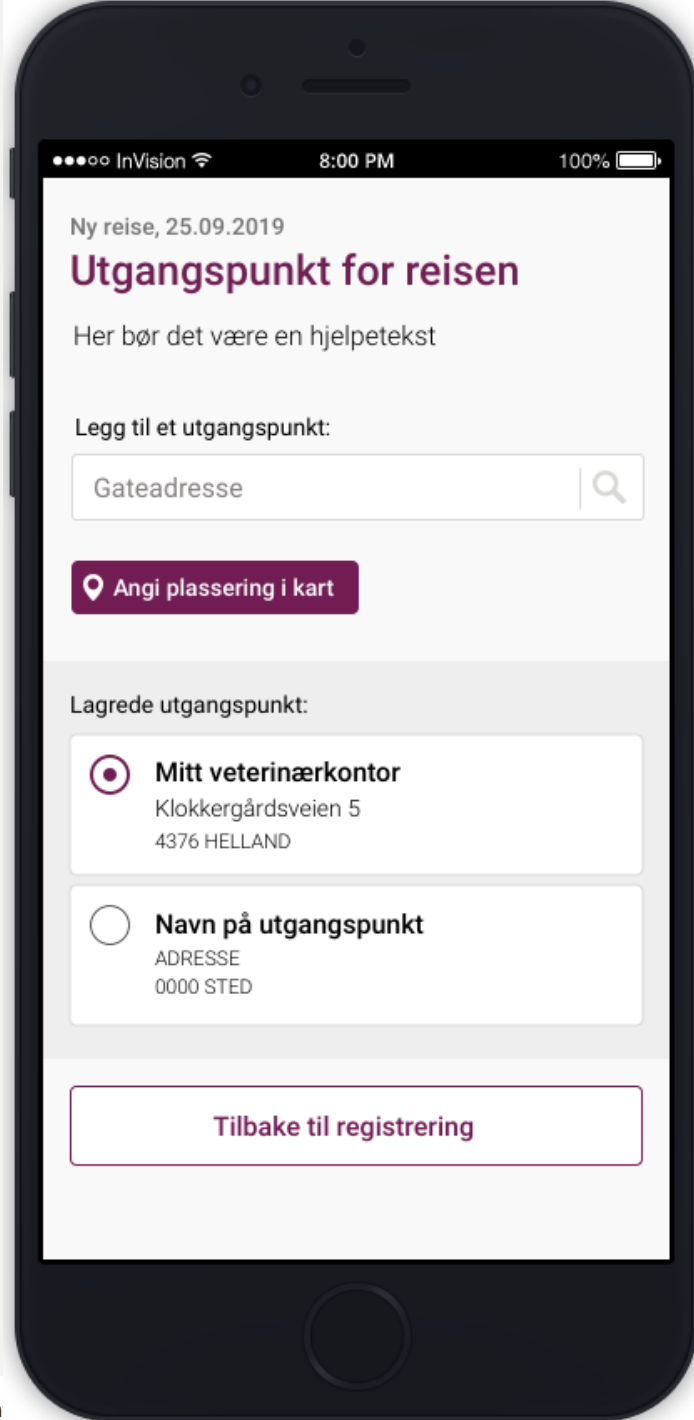 InVision 8:00 PM 100%
Ny reise, 25.09.2019
Utgangspunkt for reisen
Her bør det være en hjelpetekst
Legg til et utgangspunkt:
Gateadresse
Angi plassering i kart
Lagrede utgangspunkt:
Mitt veterinærkontor
Klokkergårdsveien 5
4376 HELLAND
Navn på utgangspunkt
ADRESSE
0000 STED
Tilbake til registrering